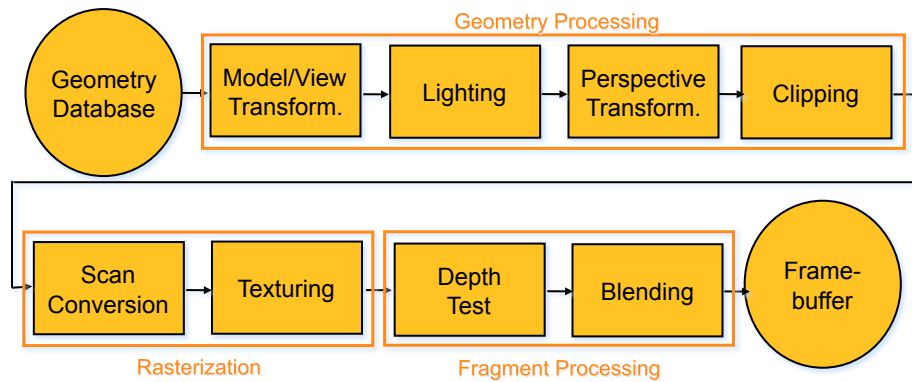 Geometry Processing
Geometry
Database
Model/View
Transform.
Lighting
Perspective
Transform.
Clipping
Scan
Conversion
Texturing
Depth
Test
Blending
Frame-
buffer
Rasterization
Fragment Processing